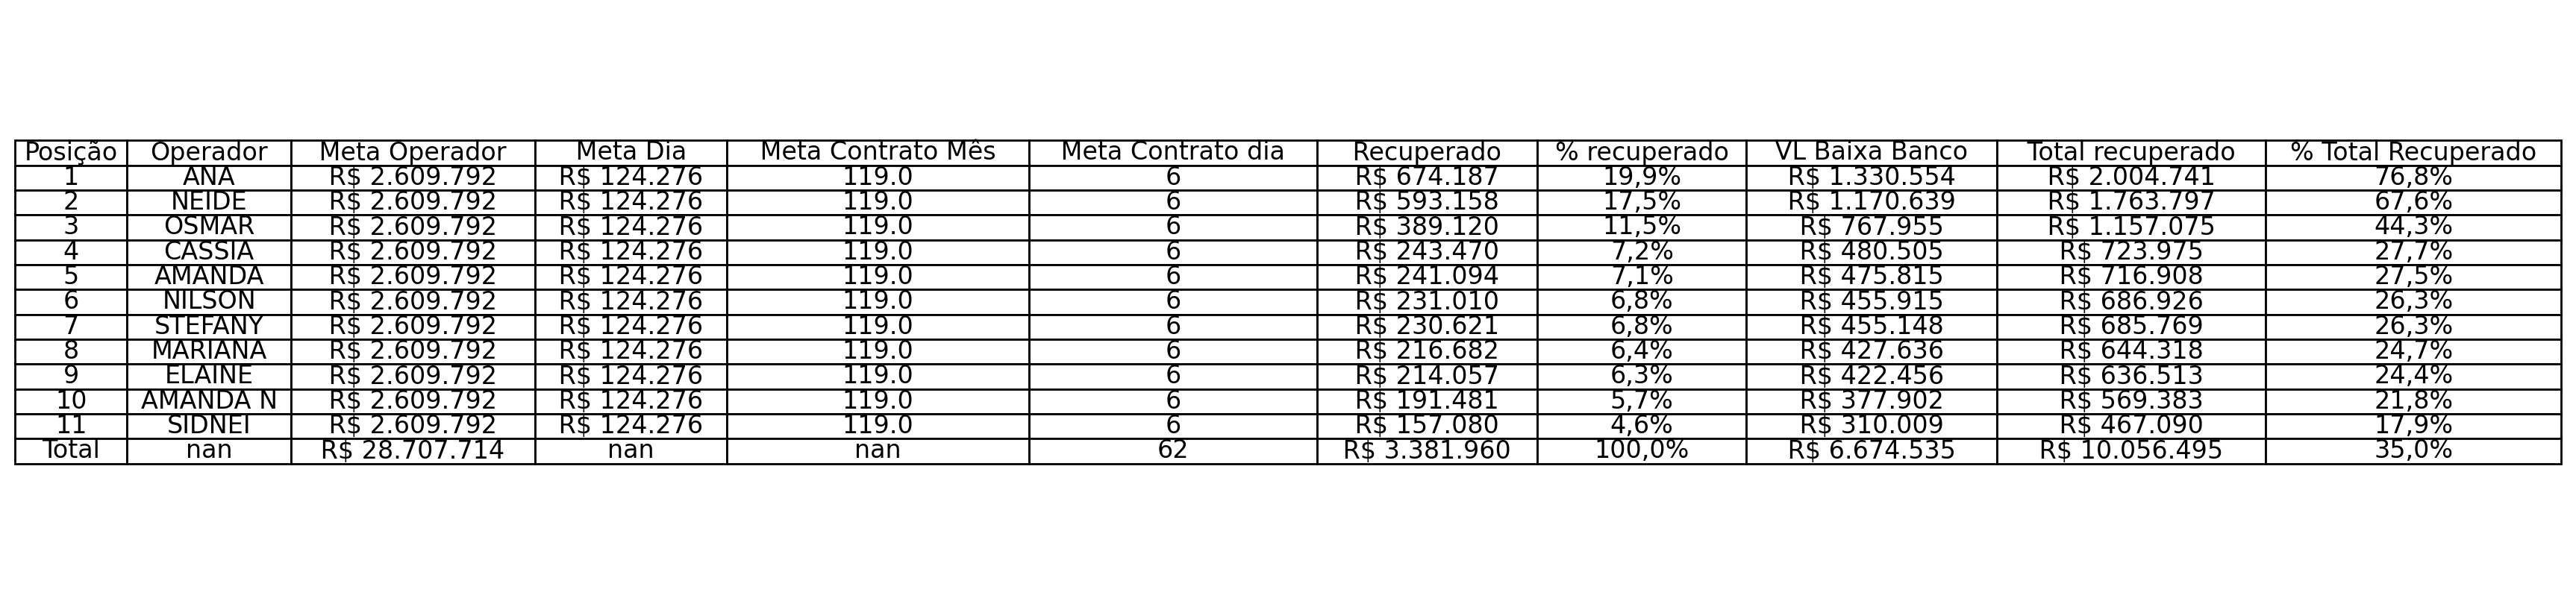 Posição Operador Meta Operador Meta Dia Meta Contrato Mês Meta Contrato dia Recuperado % recuperado VL Baixa Banco Total recuperado % Total Recuperado
1 ANA R$ 2.609.792 R$ 124.276 119.0 6 R$ 674.187 19,9% R$ 1.330.554 R$ 2.004.741 76,8%
2 NEIDE R$ 2.609.792 R$ 124.276 119.0 6 R$ 593.158 17,5% R$ 1.170.639 R$ 1.763.797 67,6%
3 OSMAR R$ 2.609.792 R$ 124.276 119.0 6 R$ 389.120 11,5% R$ 767.955 R$ 1.157.075 44,3%
4 CASSIA R$ 2.609.792 R$ 124.276 119.0 6 R$ 243.470 7,2% R$ 480.505 R$ 723.975 27,7%
5 AMANDA R$ 2.609.792 R$ 124.276 119.0 6 R$ 241.094 7,1% R$ 475.815 R$ 716.908 27,5%
6 NILSON R$ 2.609.792 R$ 124.276 119.0 6 R$ 231.010 6,8% R$ 455.915 R$ 686.926 26,3%
7 STEFANY R$ 2.609.792 R$ 124.276 119.0 6 R$ 230.621 6,8% R$ 455.148 R$ 685.769 26,3%
8 MARIANA R$ 2.609.792 R$ 124.276 119.0 6 R$ 216.682 6,4% R$ 427.636 R$ 644.318 24,7%
9 ELAINE R$ 2.609.792 R$ 124.276 119.0 6 R$ 214.057 6,3% R$ 422.456 R$ 636.513 24,4%
10 AMANDA N R$ 2.609.792 R$ 124.276 119.0 6 R$ 191.481 5,7% R$ 377.902 R$ 569.383 21,8%
11 SIDNEI R$ 2.609.792 R$ 124.276 119.0 6 R$ 157.080 4,6% R$ 310.009 R$ 467.090 17,9%
Total nan R$ 28.707.714 nan nan 62 R$ 3.381.960 100,0% R$ 6.674.535 R$ 10.056.495 35,0%